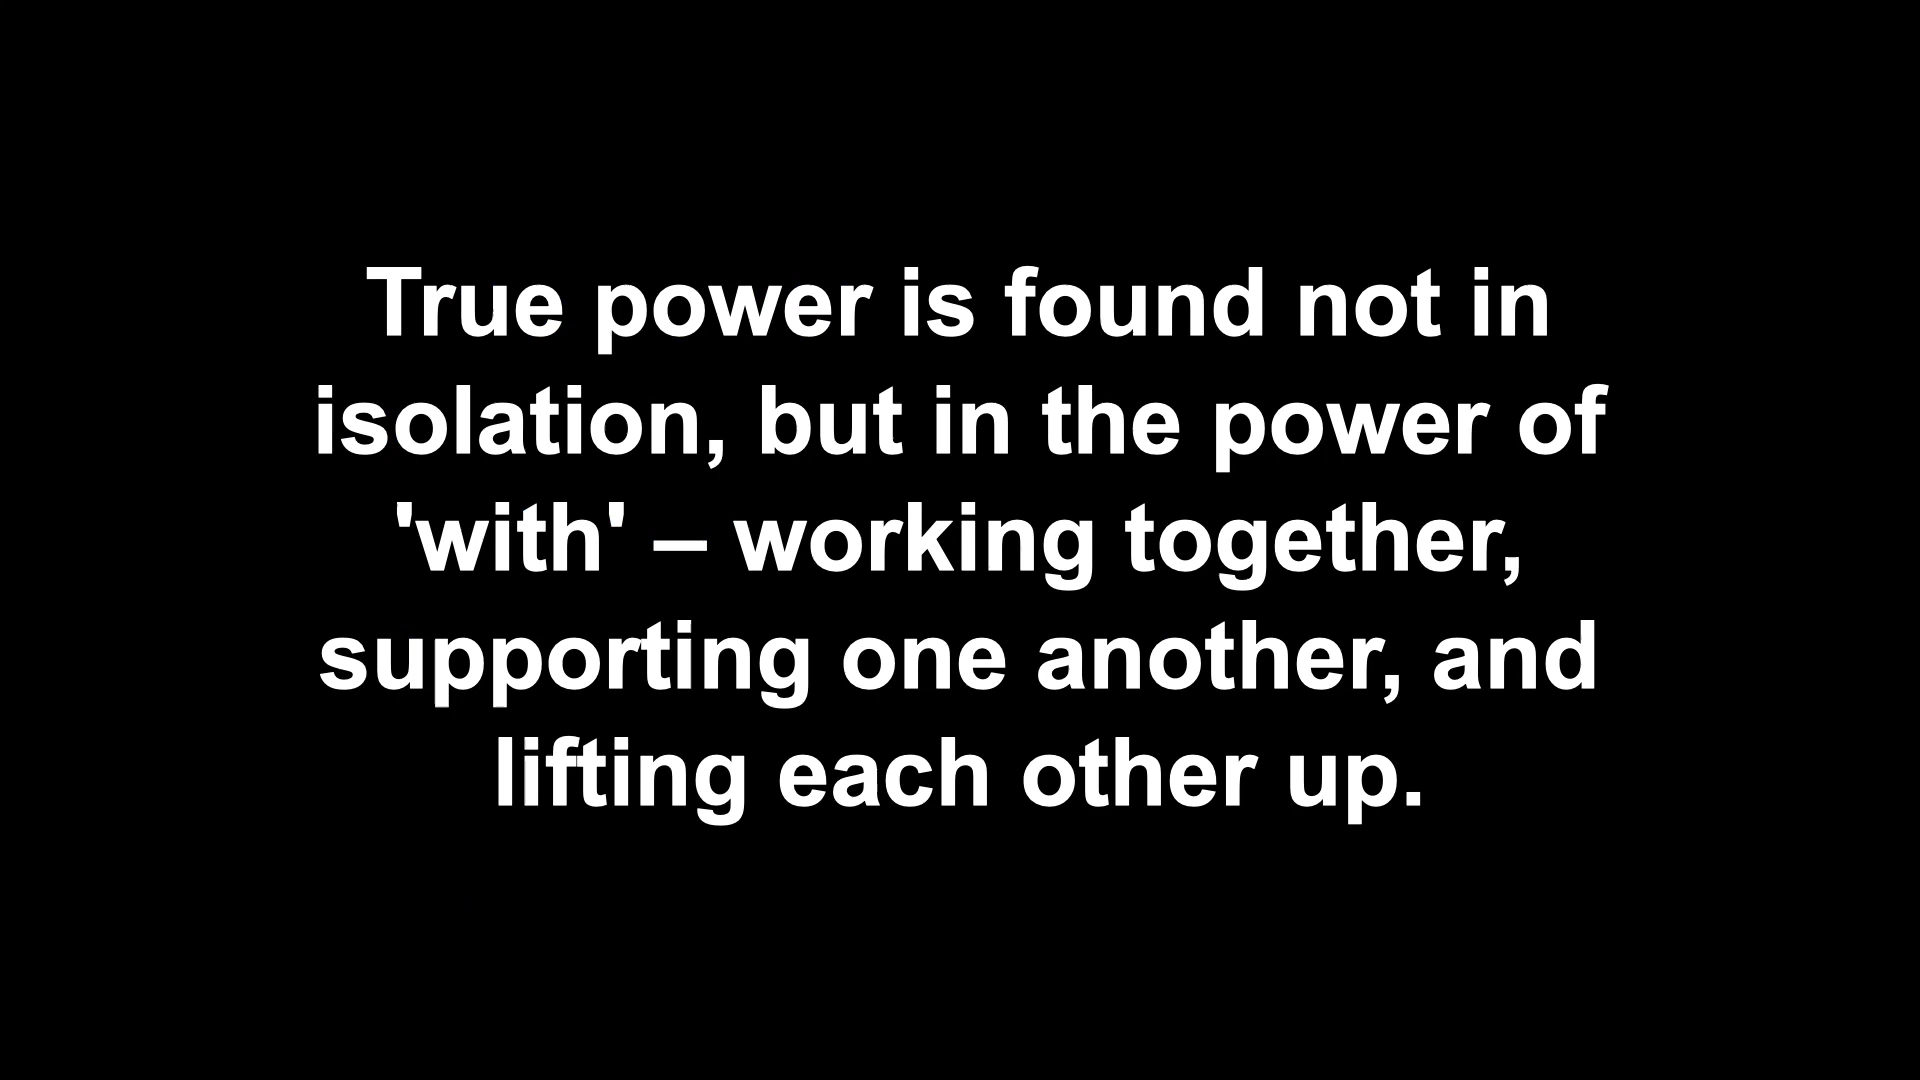 True power is found not in
isolation, but in the power of
'with' – working together,
supporting one another, and
lifting each other up.